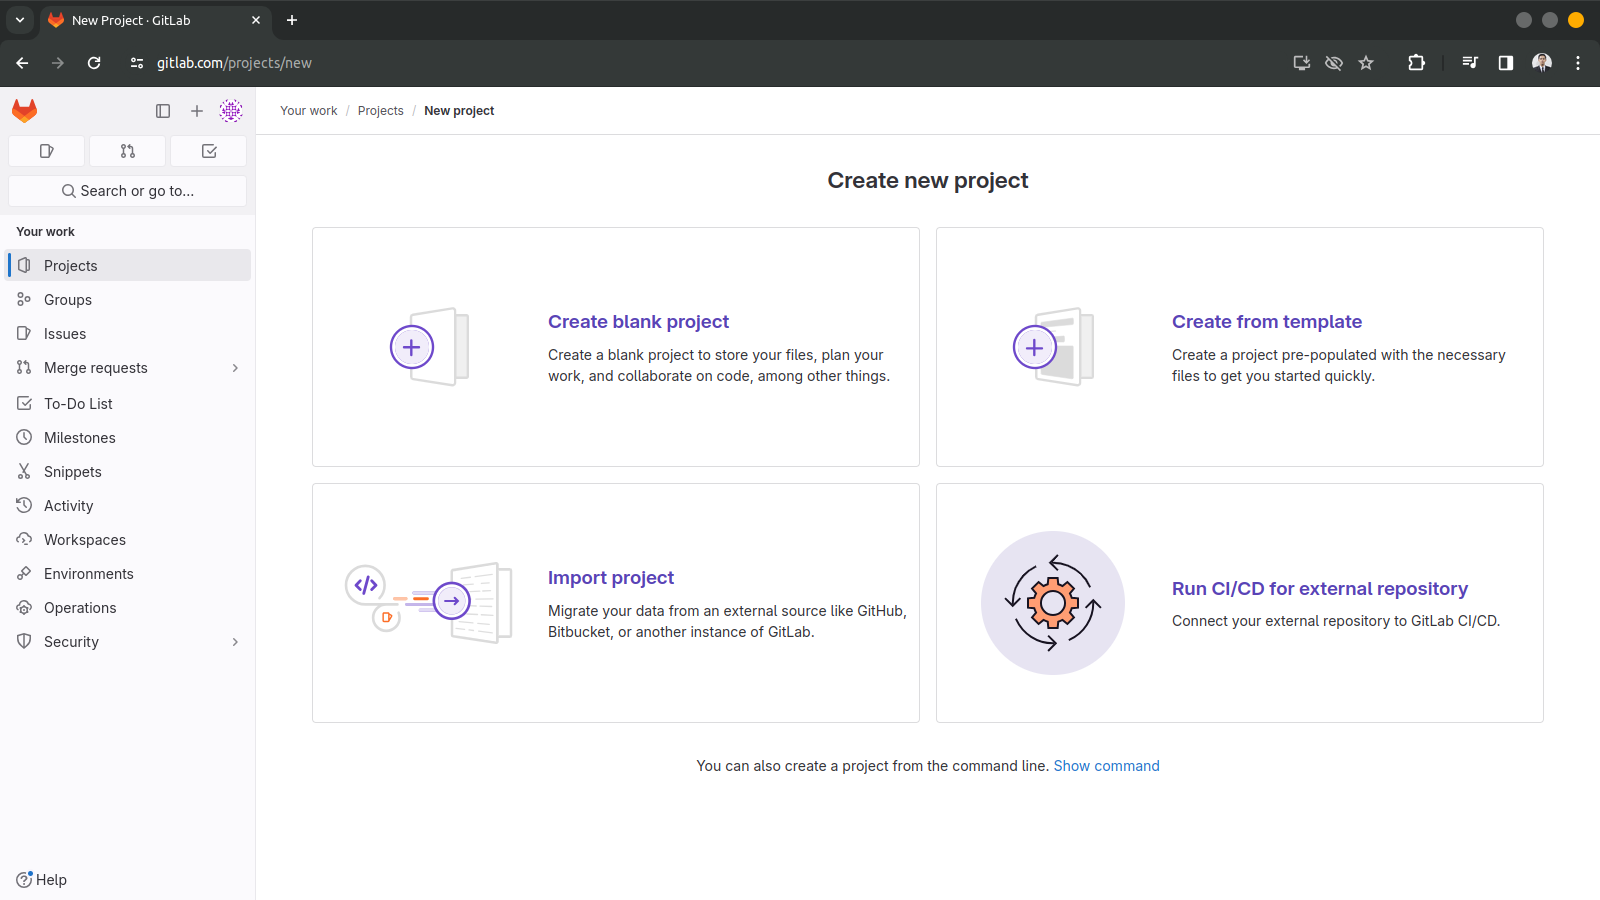 New Project · GitLab
gitlab.com/projects/new
Your work / Projects / New project
Search or go to...
Your work
Projects
Groups
Issues
Merge requests
To-Do List
Milestones
Snippets
Activity
Workspaces
Environments
Operations
Security
Help
Create new project
Create blank project
Create a blank project to store your files, plan your
work, and collaborate on code, among other things.
Create from template
Create a project pre-populated with the necessary
files to get you started quickly.
Import project
Migrate your data from an external source like GitHub,
Bitbucket, or another instance of GitLab.
Run CI/CD for external repository
Connect your external repository to GitLab CI/CD.
You can also create a project from the command line. Show command